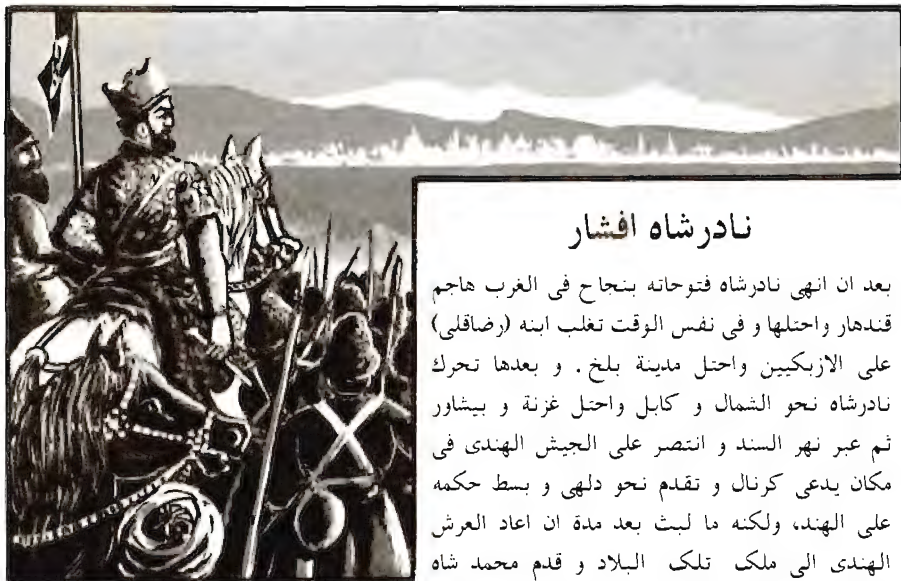 نادرشاه افشار
بعد ان انهى نادرشاه فتوحاته بنجاح فى الغرب هاجم
قندهار واحتلها و فى نفس الوقت تغلب ابنه (رضاقلى)
على الازبكيين واحتل مدينة بلخ. و بعدها تحرك
نادرشاه نحو الشمال و كابل واحتل غزنة و بيشاور
ثم عبر نهر السند و انتصر على الجيش الهندى فى
مكان يدعى كرنال و تقدم نحو دلهى و بسط حكمه
على الهند، ولكنه ما لبث بعد مدة ان اعاد العرش
الهندى الى ملک تلک البلاد و قدم محمد شاه